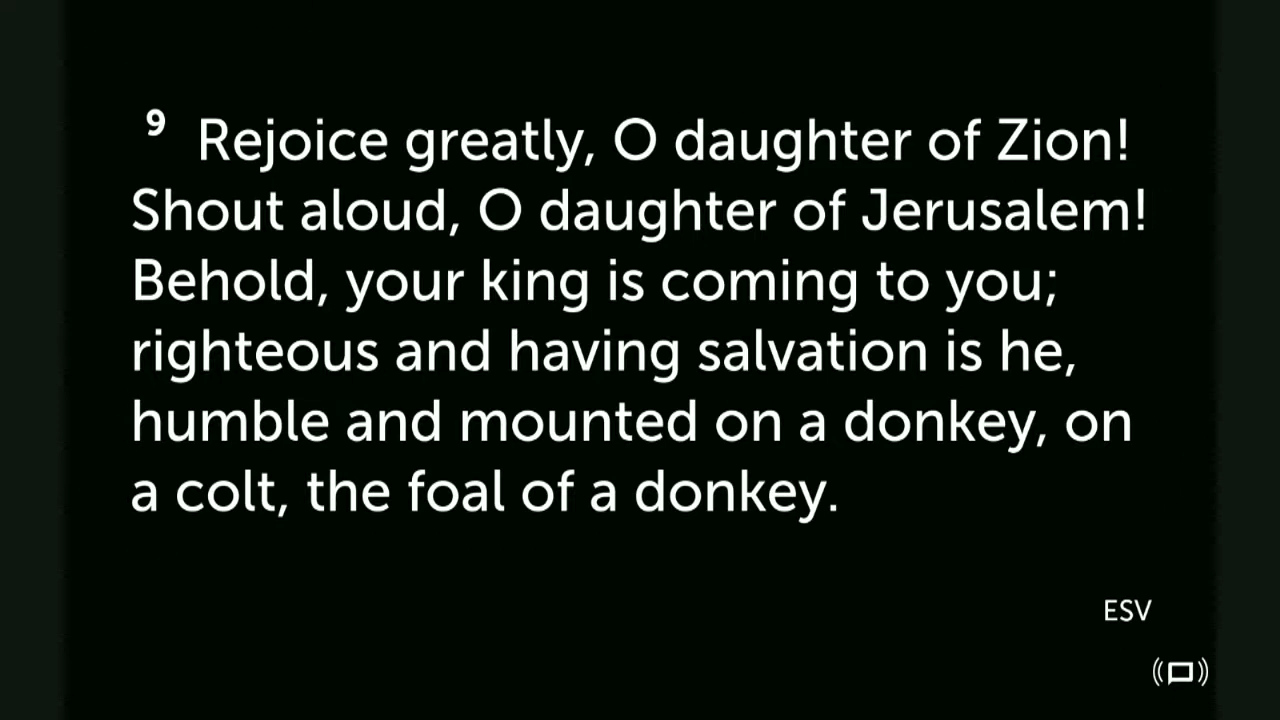 9 Rejoice greatly, O daughter of Zion!
Shout aloud, O daughter of Jerusalem!
Behold, your king is coming to you;
righteous and having salvation is he,
humble and mounted on a donkey, on
a colt, the foal of a donkey.
ESV